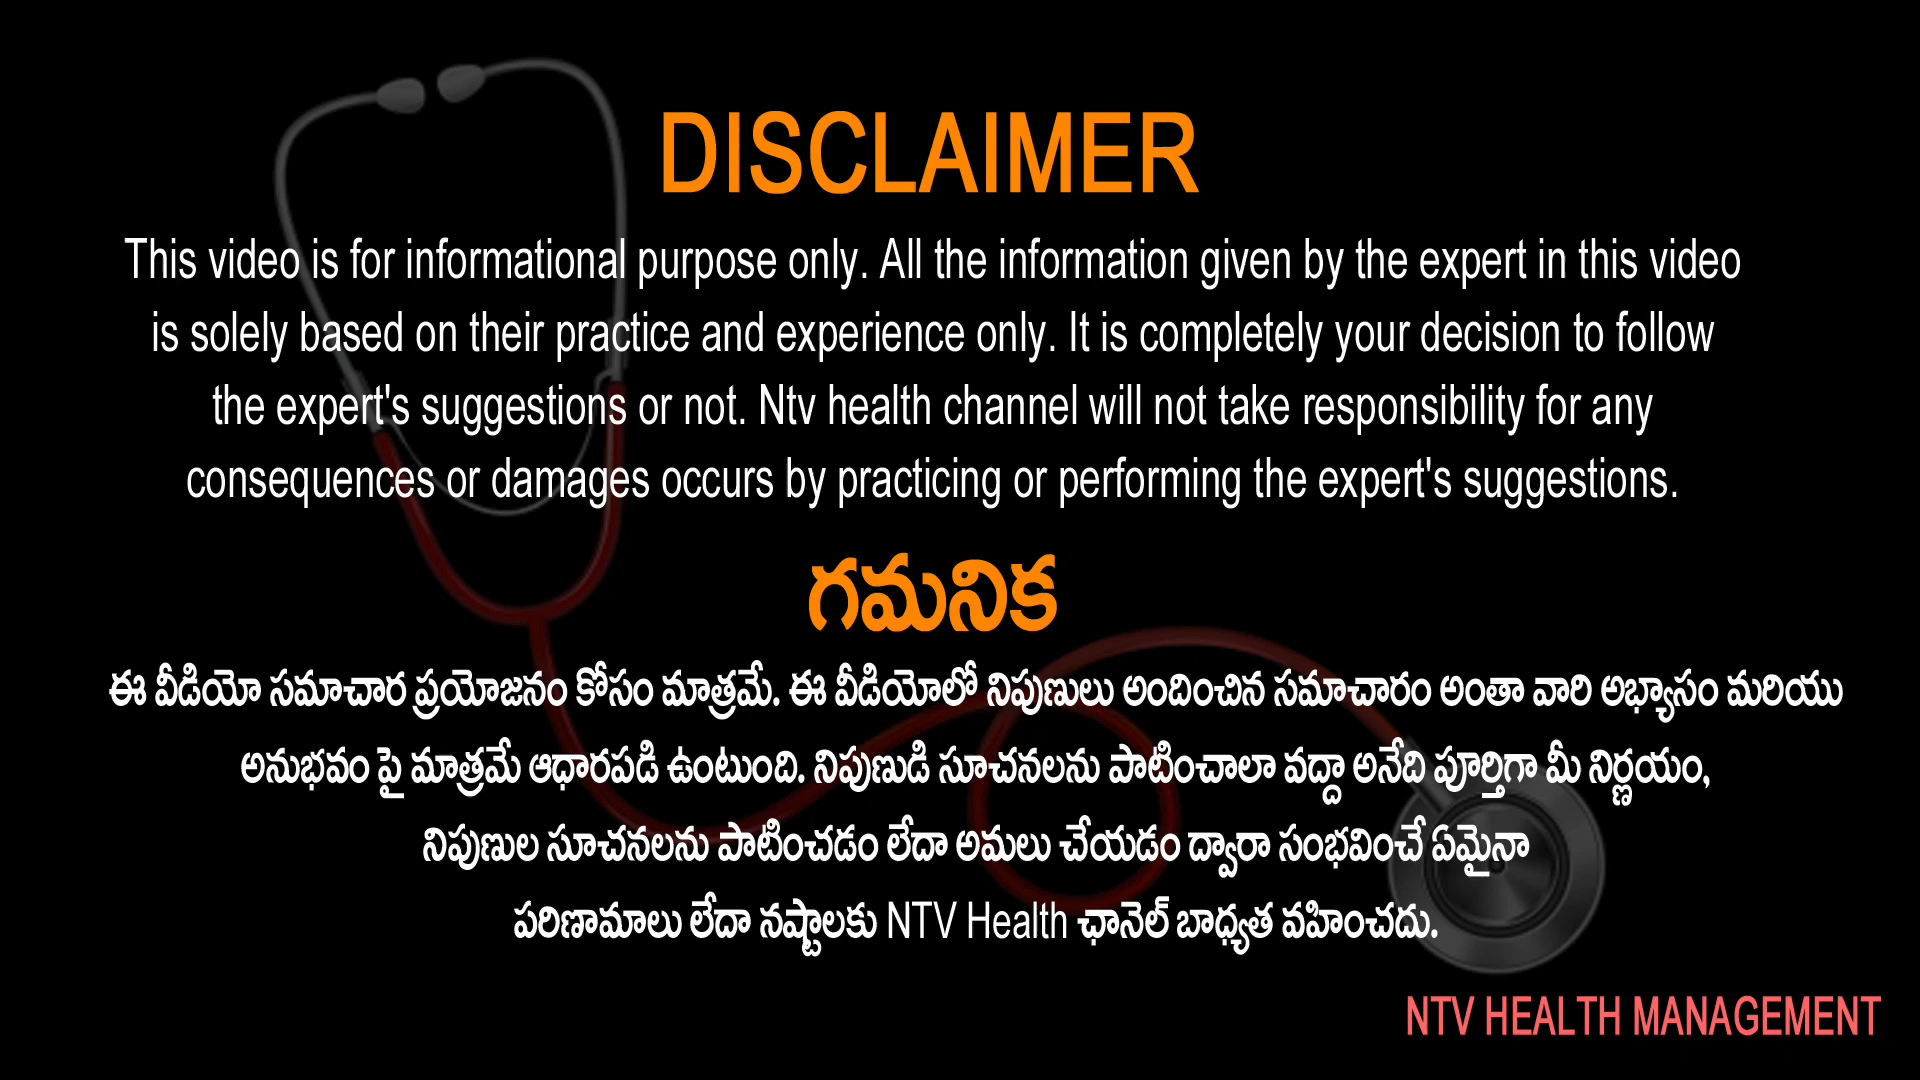 DISCLAIMER
This video is for informational purpose only. All the information given by the expert in this video
is solely based on their practice and experience only. It is completely your decision to follow
the expert's suggestions or not. Ntv health channel will not take responsibility for any
consequences or damages occurs by practicing or performing the expert's suggestions.
గమనిక
ఈ వీడియో సమాచార ప్రయోజనం కోసం మాత్రమే. ఈ వీడియోలో నిపుణులు అందించిన సమాచారం అంతా వారి అభ్యాసం మరియు
అనుభవం పై మాత్రమే ఆధారపడి ఉంటుంది. నిపుణుడి సూచనలను పాటించాలా వద్దా అనేది పూర్తిగా మీ నిర్ణయం,
నిపుణుల సూచనలను పాటించడం లేదా అమలు చేయడం ద్వారా సంభవించే ఏమైనా
పరిణామాలు లేదా నష్టాలకు NTV Health ఛానెల్ బాధ్యత వహించదు.
NTV HEALTH MANAGEMENT